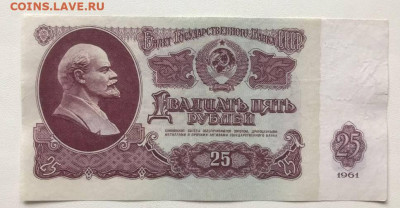 COINS.LAVE.RU
БИЛЕТ ГОСУДАРСТВЕННОГО БАНКА СССР
ДВАДЦАТЬ ПЯТЬ
РУБЛЕЙ
25
25
1961